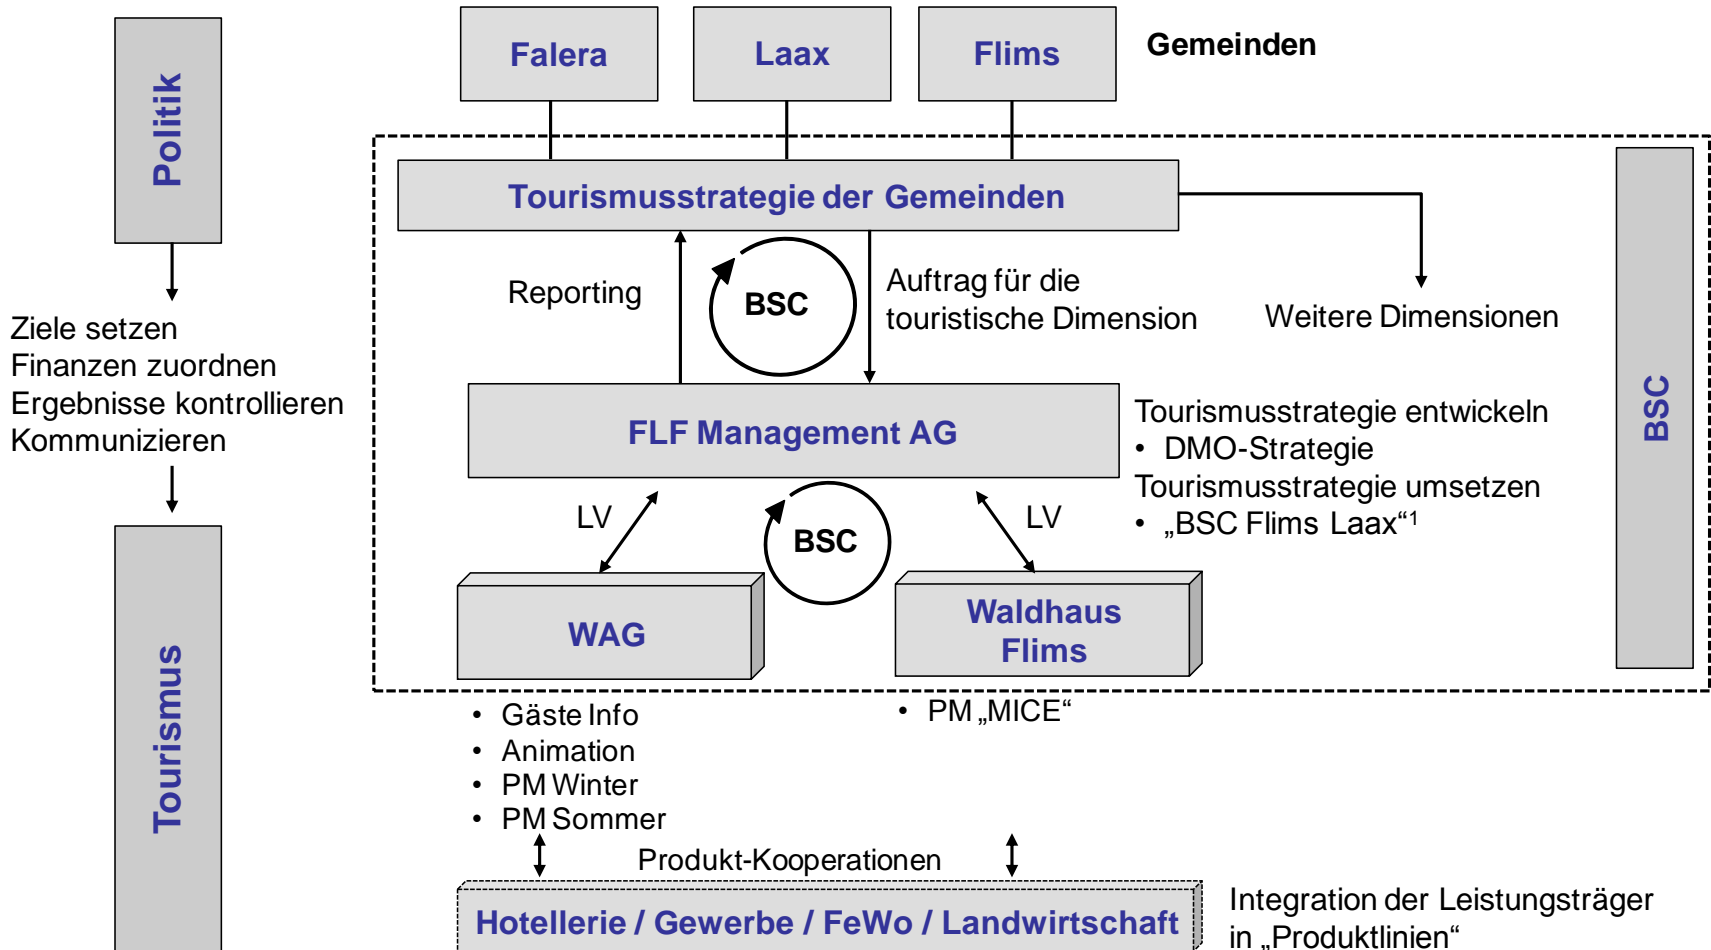 Politik
Falera
Laax
Flims
Gemeinden
Tourismusstrategie der Gemeinden
Reporting
BSC
Auftrag für die
touristische Dimension
Weitere Dimensionen
Ziele setzen
Finanzen zuordnen
Ergebnisse kontrollieren
Kommunizieren
BSC
FLF Management AG
Tourismusstrategie entwickeln
• DMO-Strategie
Tourismusstrategie umsetzen
• „BSC Flims Laax“¹
LV
BSC
LV
WAG
Waldhaus
Flims
Tourismus
• Gäste Info
• Animation
• PM Winter
• PM Sommer
• PM „MICE“
Produkt-Kooperationen
Hotellerie / Gewerbe / FeWo / Landwirtschaft
Integration der Leistungsträger
in „Produktlinien“